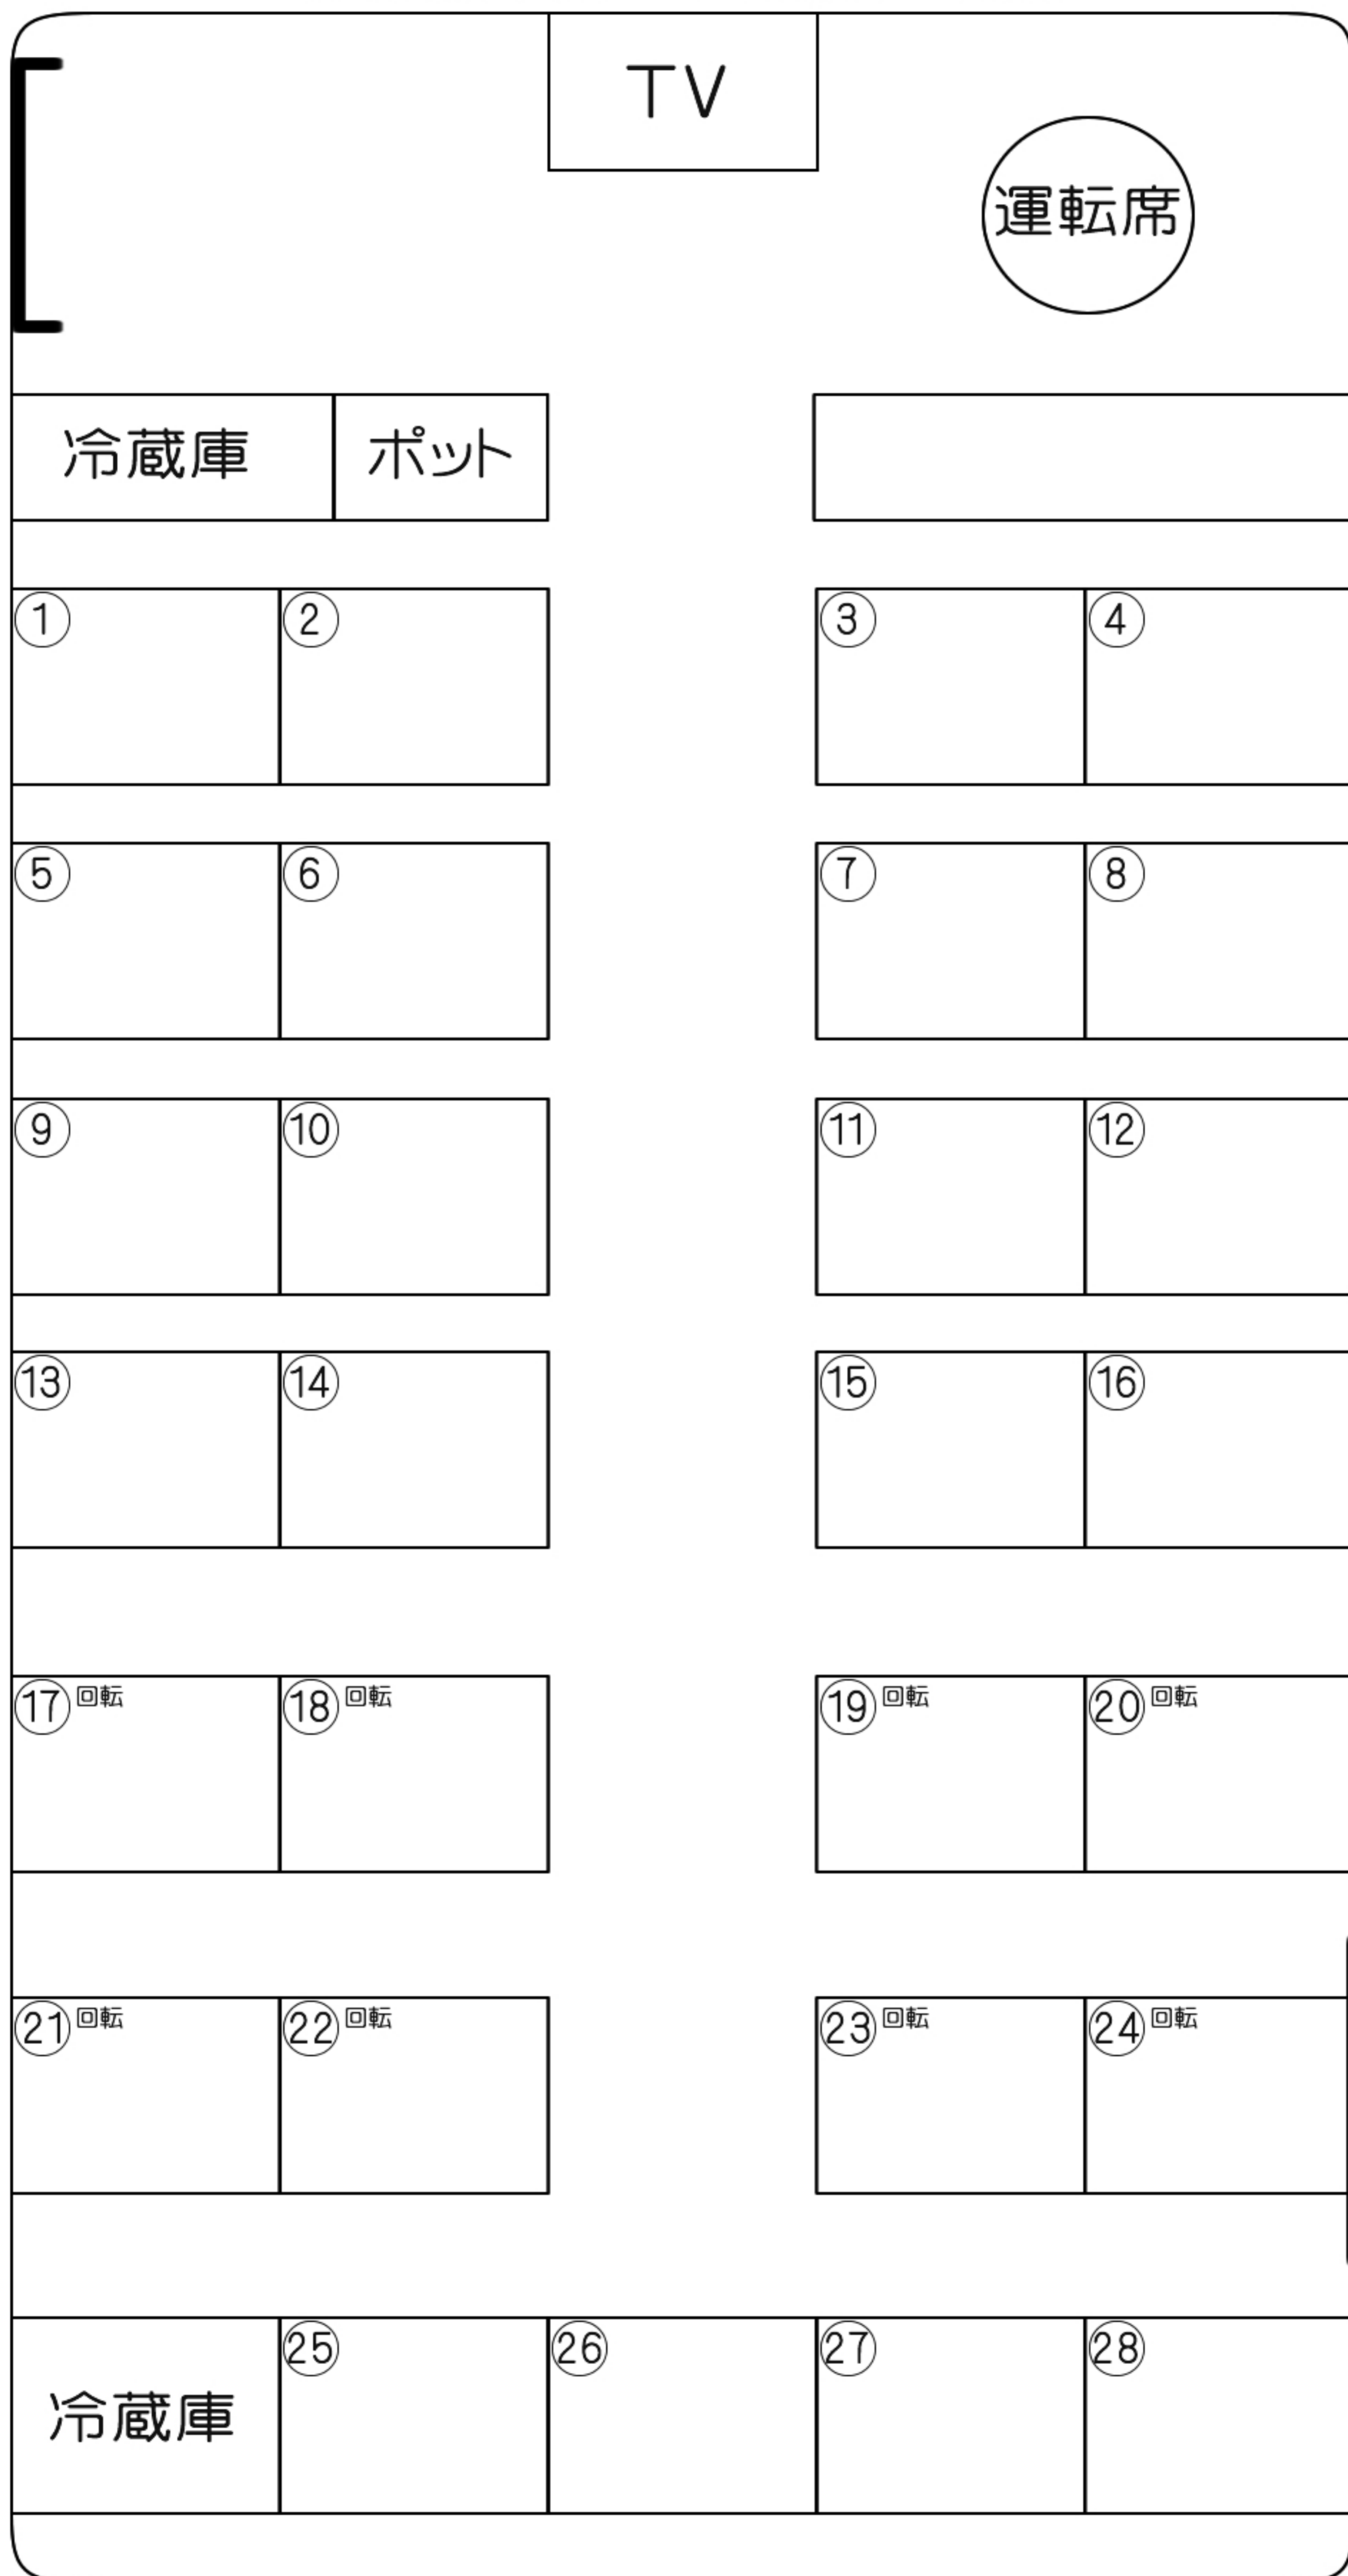 TV
運転席
冷蔵庫 ポット
① ② ③ ④
⑤ ⑥ ⑦ ⑧
⑨ ⑩ ⑪ ⑫
⑬ ⑭ ⑮ ⑯
⑰回転 ⑱回転 ⑲回転 ⑳回転
㉑回転 ㉒回転 ㉓回転 ㉔回転
冷蔵庫 ㉕ ㉖ ㉗ ㉘